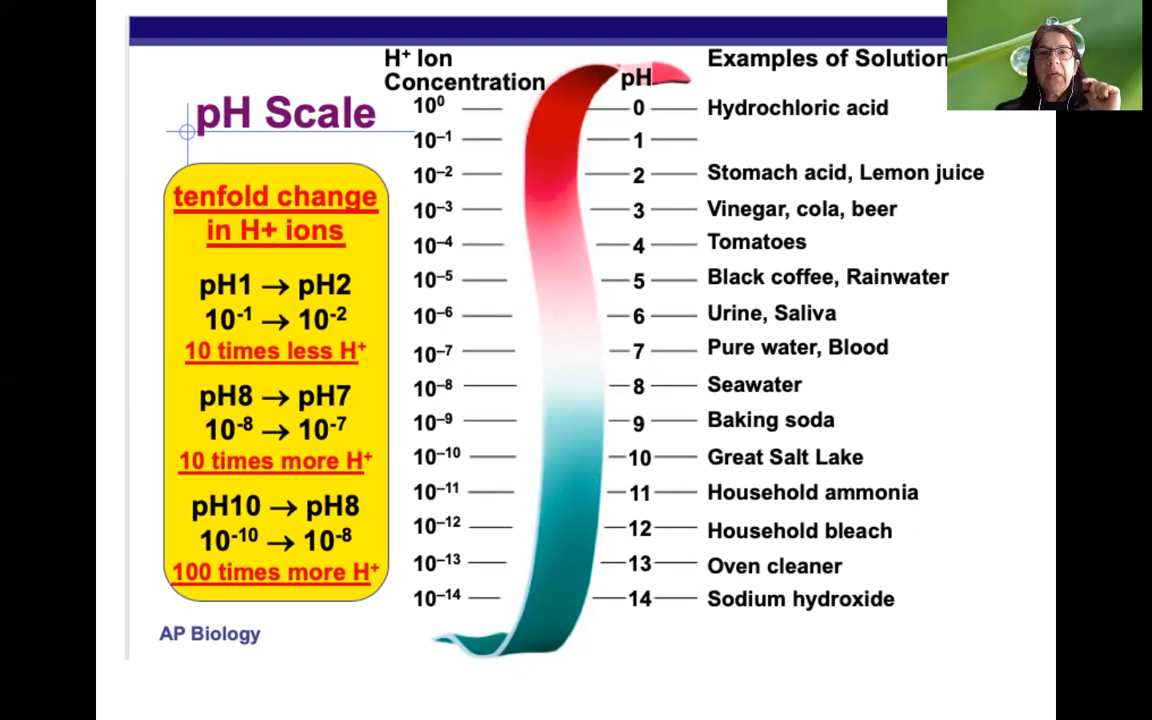 pH Scale
tenfold change
in H+ ions
pH1 → pH2
10⁻¹ → 10⁻²
10 times less H⁺
pH8 → pH7
10⁻⁸ → 10⁻⁷
10 times more H⁺
pH10 → pH8
10⁻¹⁰ → 10⁻⁸
100 times more H⁺
AP Biology
H⁺ Ion
Concentration
pH
Examples of Solution
10⁰ 0 Hydrochloric acid
10⁻¹ 1
10⁻² 2 Stomach acid, Lemon juice
10⁻³ 3 Vinegar, cola, beer
10⁻⁴ 4 Tomatoes
10⁻⁵ 5 Black coffee, Rainwater
10⁻⁶ 6 Urine, Saliva
10⁻⁷ 7 Pure water, Blood
10⁻⁸ 8 Seawater
10⁻⁹ 9 Baking soda
10⁻¹⁰ 10 Great Salt Lake
10⁻¹¹ 11 Household ammonia
10⁻¹² 12 Household bleach
10⁻¹³ 13 Oven cleaner
10⁻¹⁴ 14 Sodium hydroxide